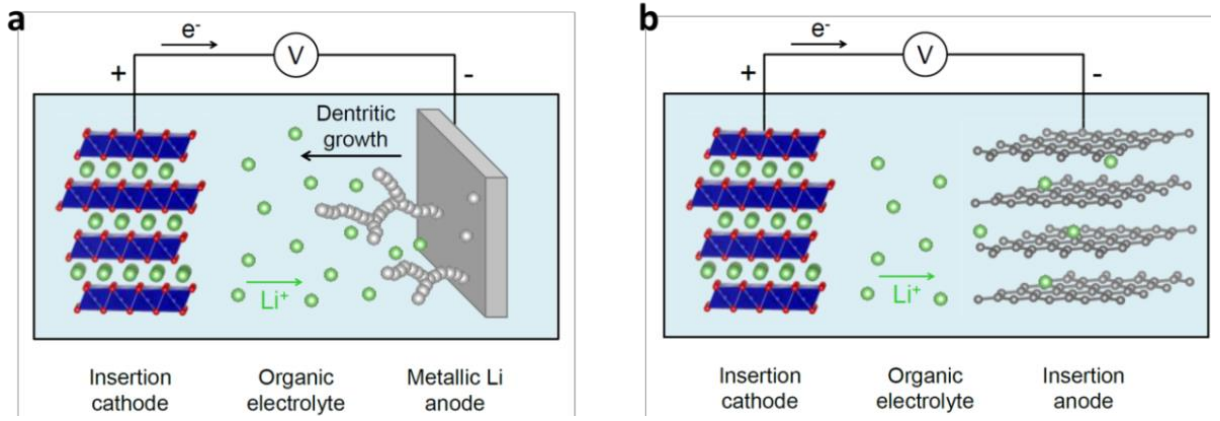 a
e-
V
+
-
Dentritic
growth
Li+
Insertion
cathode
Organic
electrolyte
Metallic Li
anode
b
e-
V
+
-
Li+
Insertion
cathode
Organic
electrolyte
Insertion
anode